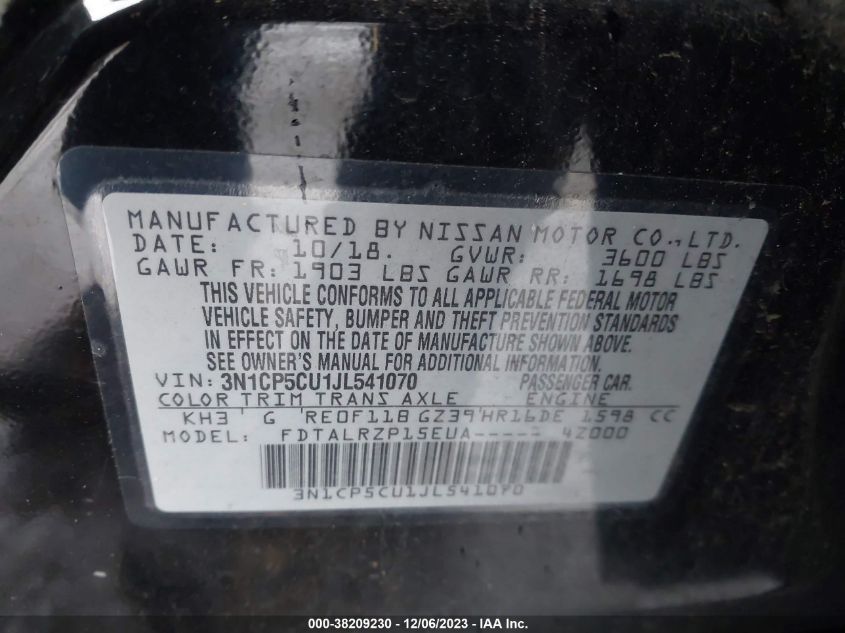 MANUFACTURED BY NISSAN MOTOR CO., LTD.
DATE: 10/18. GVWR: 3600 LBS
GAWR FR: 1903 LBS GAWR RR: 1698 LBS
THIS VEHICLE CONFORMS TO ALL APPLICABLE FEDERAL MOTOR
VEHICLE SAFETY, BUMPER AND THEFT PREVENTION STANDARDS
IN EFFECT ON THE DATE OF MANUFACTURE SHOWN ABOVE.
SEE OWNER'S MANUAL FOR ADDITIONAL INFORMATION.
VIN: 3N1CP5CU1JL541070 PASSENGER CAR.
COLOR TRIM TRANS AXLE ENGINE
KH3 G RE0F11B GZ39 HR16DE 1598 CC
MODEL: FDTALRZP15EUA----- 4Z000
3N1CP5CU1JL541070
000-38209230 - 12/06/2023 - IAA Inc.